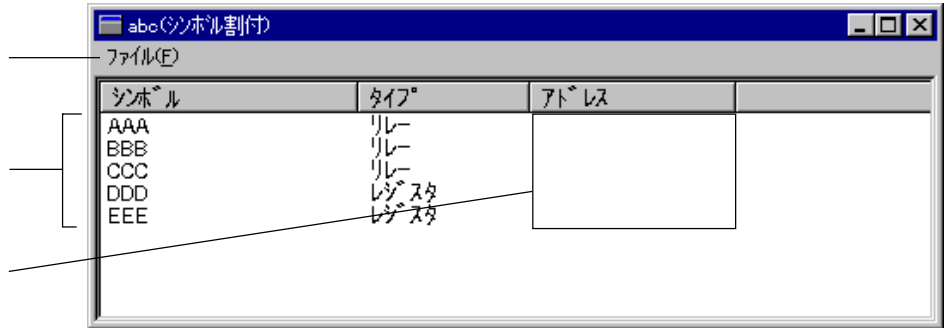 abc(ｼﾝﾎﾞﾙ割付)
ﾌｧｲﾙ(F)
ｼﾝﾎﾞﾙ ﾀｲﾌﾟ ｱﾄﾞﾚｽ
AAA ﾘﾚｰ
BBB ﾘﾚｰ
CCC ﾘﾚｰ
DDD ﾚｼﾞｽﾀ
EEE ﾚｼﾞｽﾀ